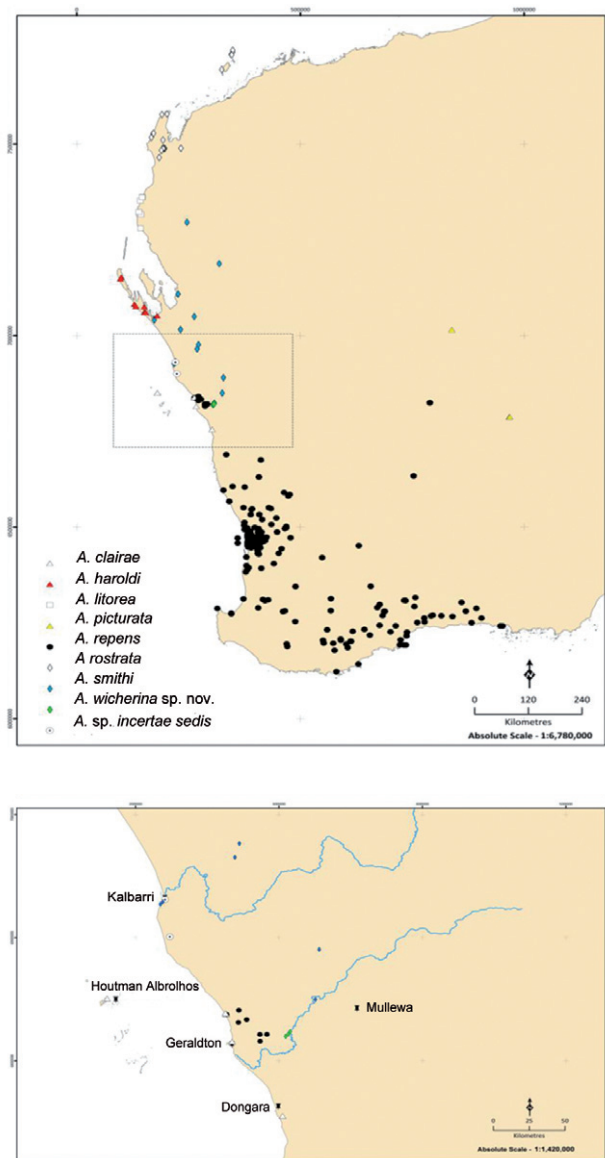 A. clairae
A. haroldi
A. litorea
A. picturata
A. repens
A rostrata
A. smithi
A. wicherina sp. nov.
A. sp. incertae sedis
N
0 120 240
Kilometres
Absolute Scale - 1:6,780,000
Kalbarri
Houtman Albrolhos
Mullewa
Geraldton
Dongara
0 25 50
Kilometres
Absolute Scale - 1:1,420,000